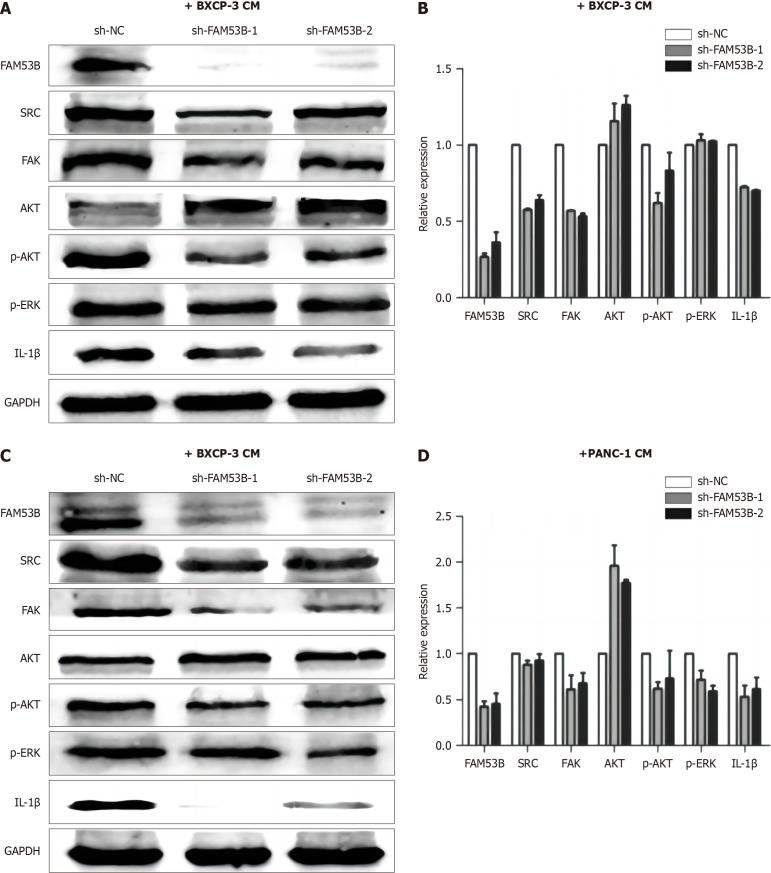 A
+ BXCP-3 CM
sh-NC sh-FAM53B-1 sh-FAM53B-2
FAM53B
SRC
FAK
AKT
p-AKT
p-ERK
IL-1β
GAPDH
B
+ BXCP-3 CM
sh-NC
sh-FAM53B-1
sh-FAM53B-2
Relative expression
1.5
1.0
0.5
0.0
FAM53B SRC FAK AKT p-AKT p-ERK IL-1β
C
+ BXCP-3 CM
sh-NC sh-FAM53B-1 sh-FAM53B-2
FAM53B
SRC
FAK
AKT
p-AKT
p-ERK
IL-1β
GAPDH
D
+PANC-1 CM
sh-NC
sh-FAM53B-1
sh-FAM53B-2
Relative expression
2.5
2.0
1.0
0.5
0.0
FAM53B SRC FAK AKT p-AKT p-ERK IL-1β